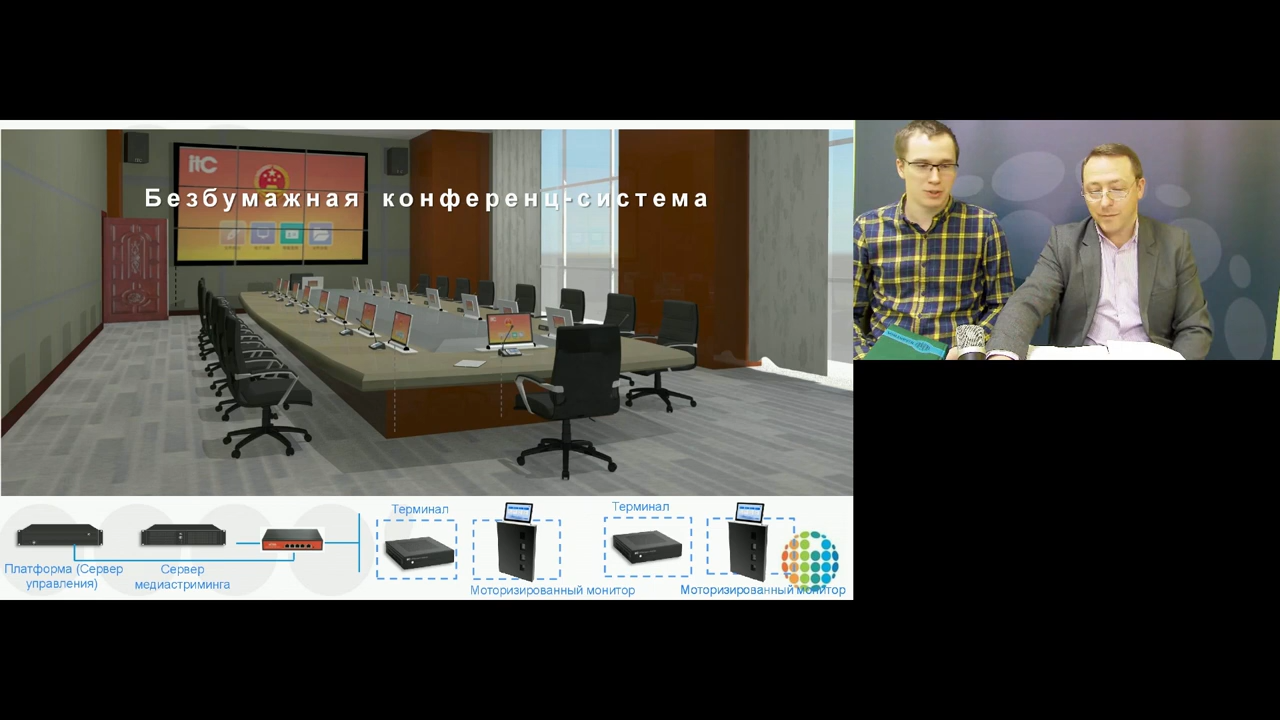 itC
Безбумажная конференц-система
Терминал
Терминал
Платформа (Сервер
управления)
Сервер
медиастриминга
Моторизированный монитор
Моторизированный монитор